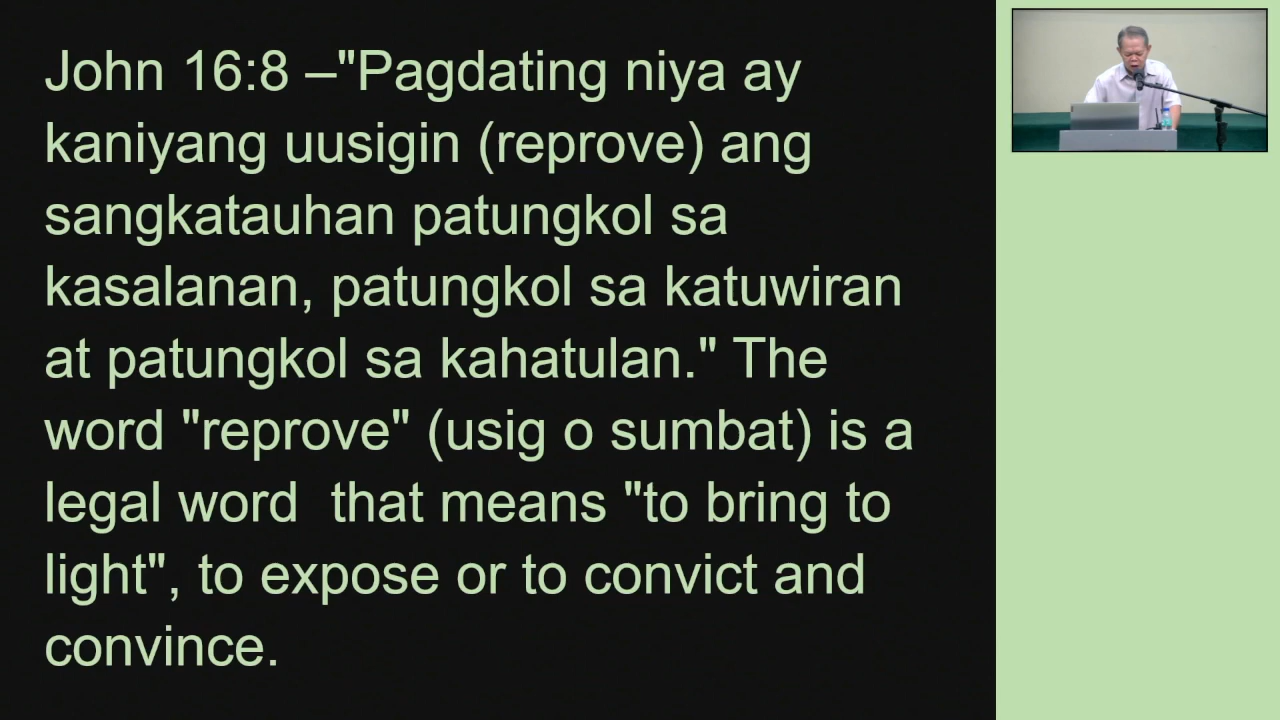 John 16:8 –"Pagdating niya ay
kaniyang uusigin (reprove) ang
sangkatauhan patungkol sa
kasalanan, patungkol sa katuwiran
at patungkol sa kahatulan." The
word "reprove" (usig o sumbat) is a
legal word  that means "to bring to
light", to expose or to convict and
convince.